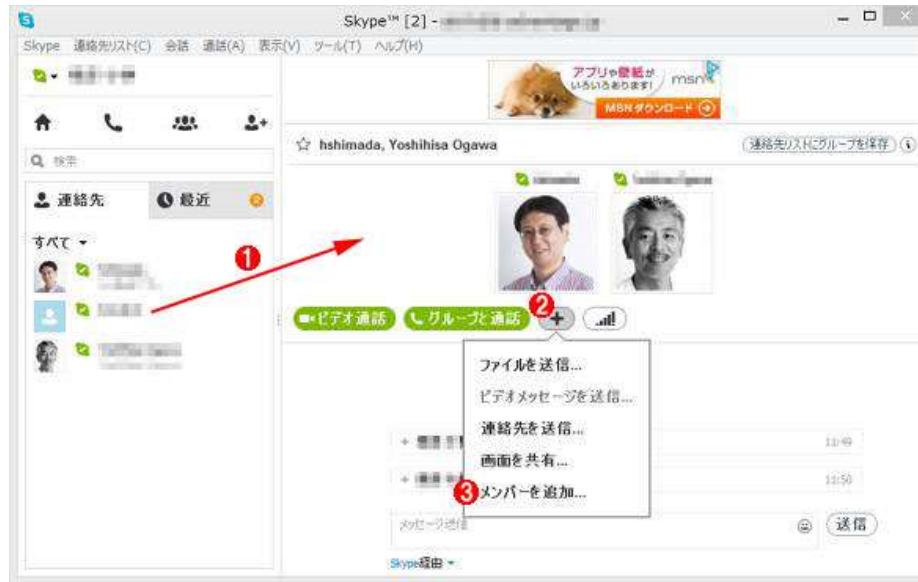 Skype™ [2] -
Skype 連絡先リスト(C) 会話 通話(A) 表示(V) ツール(T) ヘルプ(H)
アプリや壁紙が
いろいろあります!
msn
MSN ダウンロード
hshimada, Yoshihisa Ogawa
連絡先リストにグループを保存
検索
連絡先
最近
2
すべて
1
ビデオ通話
グループと通話
2
+
ファイルを送信...
ビデオメッセージを送信...
連絡先を送信...
画面を共有...
3
メンバーを追加...
11:49
11:50
メッセージ送信
送信
Skype経由